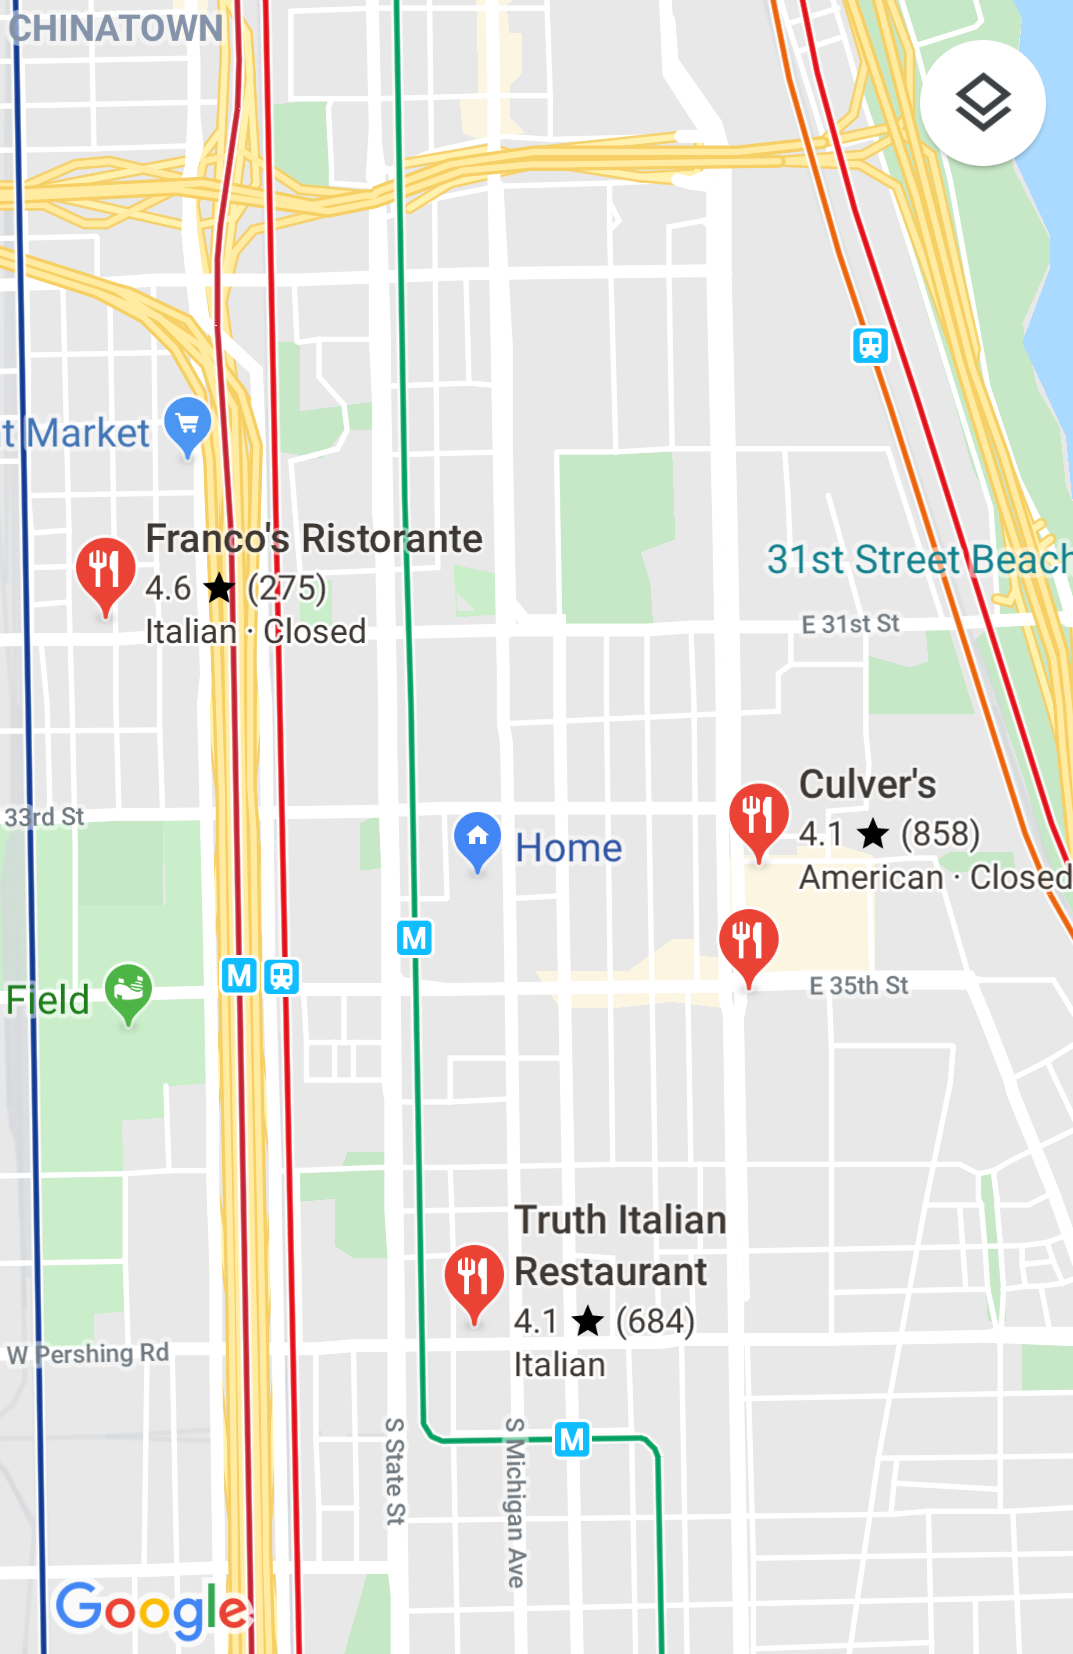 CHINATOWN
t Market
Franco's Ristorante
4.6 ★ (275)
Italian · Closed
31st Street Beach
E 31st St
33rd St
Culver's
4.1 ★ (858)
American · Closed
Home
M
M
Field
E 35th St
Truth Italian
Restaurant
4.1 ★ (684)
Italian
W Pershing Rd
S State St
S Michigan Ave
M
Google